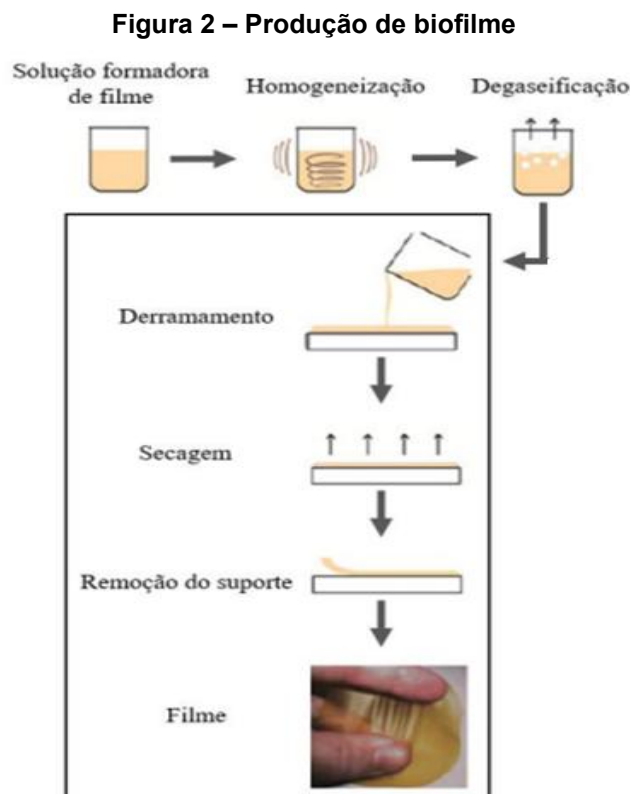 Figura 2 – Produção de biofilme
Solução formadora
de filme
Homogeneização
Degaseificação
Derramamento
Secagem
Remoção do suporte
Filme